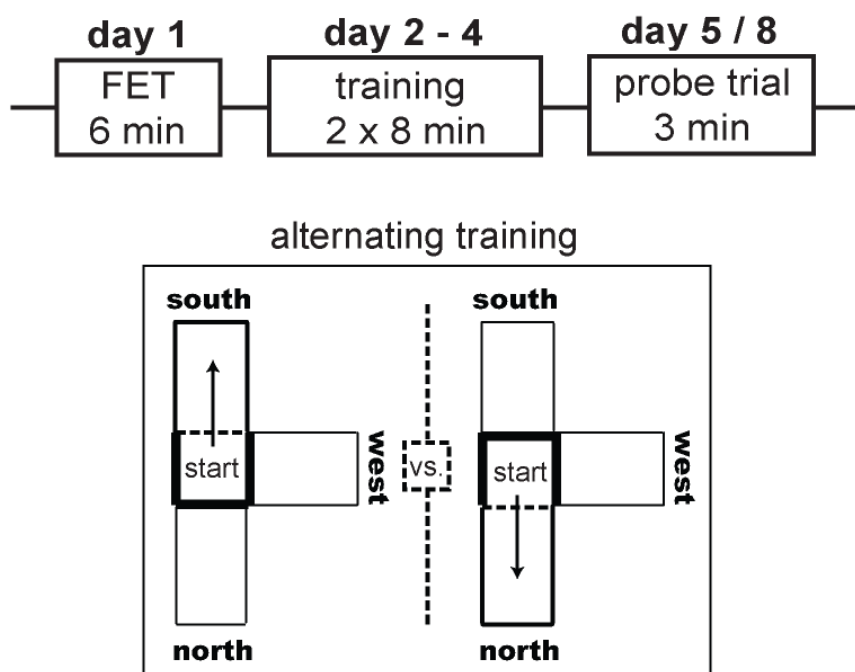 day 1
day 2 - 4
day 5 / 8
FET
6 min
training
2 x 8 min
probe trial
3 min
alternating training
south
south
start
west
vs.
start
west
north
north